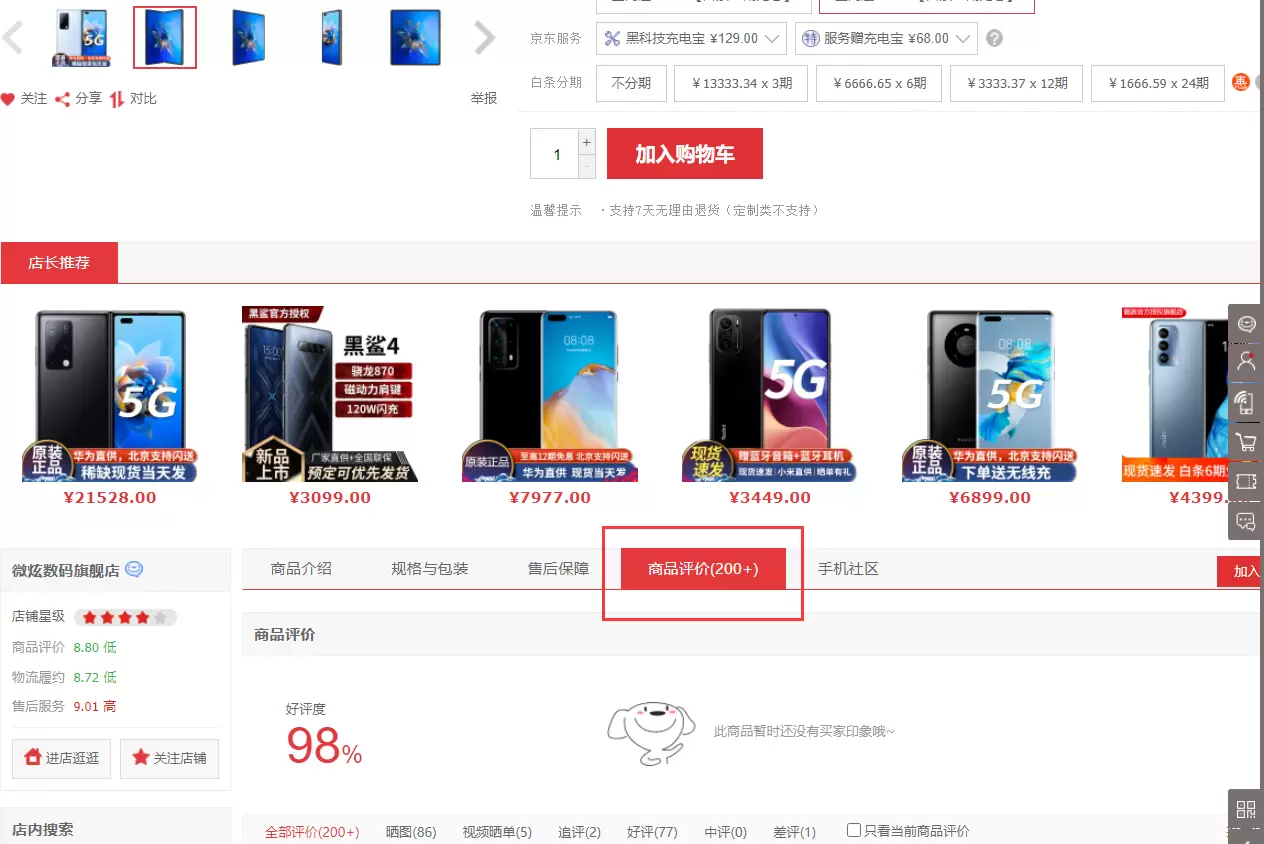 5G
京东服务
黑科技充电宝 ¥129.00
服务赠充电宝 ¥68.00
?
白条分期
不分期
¥13333.34 x 3期
¥6666.65 x 6期
¥3333.37 x 12期
¥1666.59 x 24期
惠
关注
分享
对比
举报
1
+
-
加入购物车
温馨提示
·支持7天无理由退货(定制类不支持)
店长推荐
5G
原装
正品
华为直供,北京支持闪送
稀缺现货当天发
¥21528.00
黑鲨官方授权
黑鲨4
骁龙870
磁动力肩键
120W闪充
新品
上市
厂家直供+全国联保
预定可优先发货
¥3099.00
08:08
原装正品
至高12期免息 北京支持闪送
华为直供 现货当天发
¥7977.00
5G
现货
速发
赠蓝牙音箱+蓝牙耳机
现货速发|小米直供|晒单有礼
¥3449.00
08:08
5G
原装
正品
华为直供,北京支持闪送
下单送无线充
¥6899.00
现货速发 白条6期
¥4399.
微炫数码旗舰店
商品介绍
规格与包装
售后保障
商品评价(200+)
手机社区
加入
店铺星级
商品评价 8.80 低
物流履约 8.72 低
售后服务 9.01 高
进店逛逛
关注店铺
店内搜索
商品评价
好评度
98%
此商品暂时还没有买家印象哦~
全部评价(200+)
晒图(86)
视频晒单(5)
追评(2)
好评(77)
中评(0)
差评(1)
只看当前商品评价